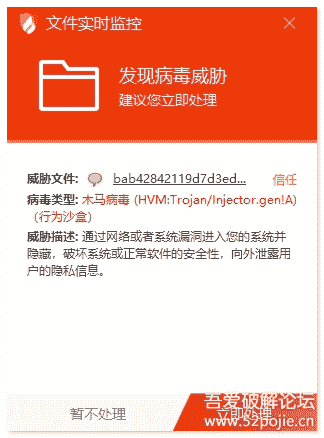 文件实时监控
发现病毒威胁
建议您立即处理
威胁文件: bab42842119d7d3ed... 信任
病毒类型: 木马病毒 (HVM:Trojan/Injector.gen!A)
（行为沙盒）
威胁描述: 通过网络或者系统漏洞进入您的系统并
隐藏，破坏系统或正常软件的安全性，向外泄露用
户的隐私信息。
暂不处理 立即处理
吾爱破解论坛
www.52pojie.cn